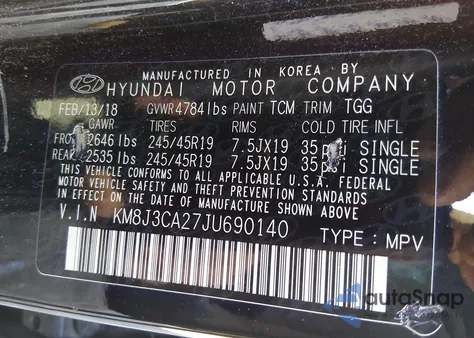 MANUFACTURED IN KOREA BY
HYUNDAI MOTOR COMPANY
FEB/13/18 GVWR4784lbs PAINT TCM TRIM TGG
GAWR TIRES RIMS COLD TIRE INFL
2646lbs 245/45R19 7.5JX19 35 SINGLE
2535lbs 245/45R19 7.5JX19 35 SINGLE
THIS VEHICLE CONFORMS TO ALL APPLICABLE U.S.A. FEDERAL
MOTOR VEHICLE SAFETY AND THEFT PREVENTION STANDARDS
IN EFFECT ON THE DATE OF MANUFACTURE SHOWN ABOVE.
V.I.N KM8J3CA27JU690140 TYPE : MPV
autoSnap